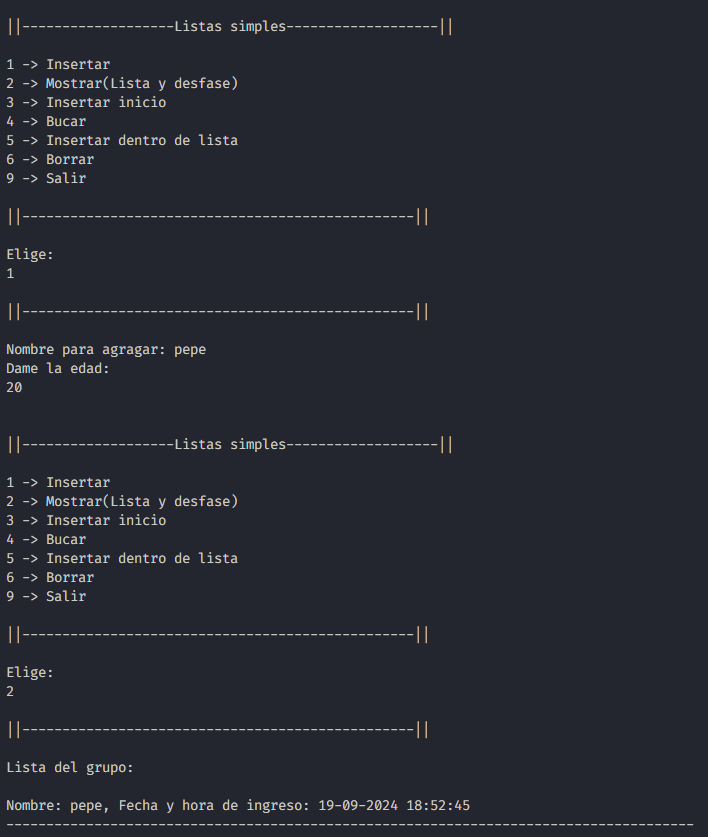 ||-------------------Listas simples-------------------||
1 -> Insertar
2 -> Mostrar(Lista y desfase)
3 -> Insertar inicio
4 -> Bucar
5 -> Insertar dentro de lista
6 -> Borrar
9 -> Salir
||-------------------------------------------------||
Elige:
1
||-------------------------------------------------||
Nombre para agragar: pepe
Dame la edad:
20
||-------------------Listas simples-------------------||
1 -> Insertar
2 -> Mostrar(Lista y desfase)
3 -> Insertar inicio
4 -> Bucar
5 -> Insertar dentro de lista
6 -> Borrar
9 -> Salir
||-------------------------------------------------||
Elige:
2
||-------------------------------------------------||
Lista del grupo:
Nombre: pepe, Fecha y hora de ingreso: 19-09-2024 18:52:45
--------------------------------------------------------------------------------------